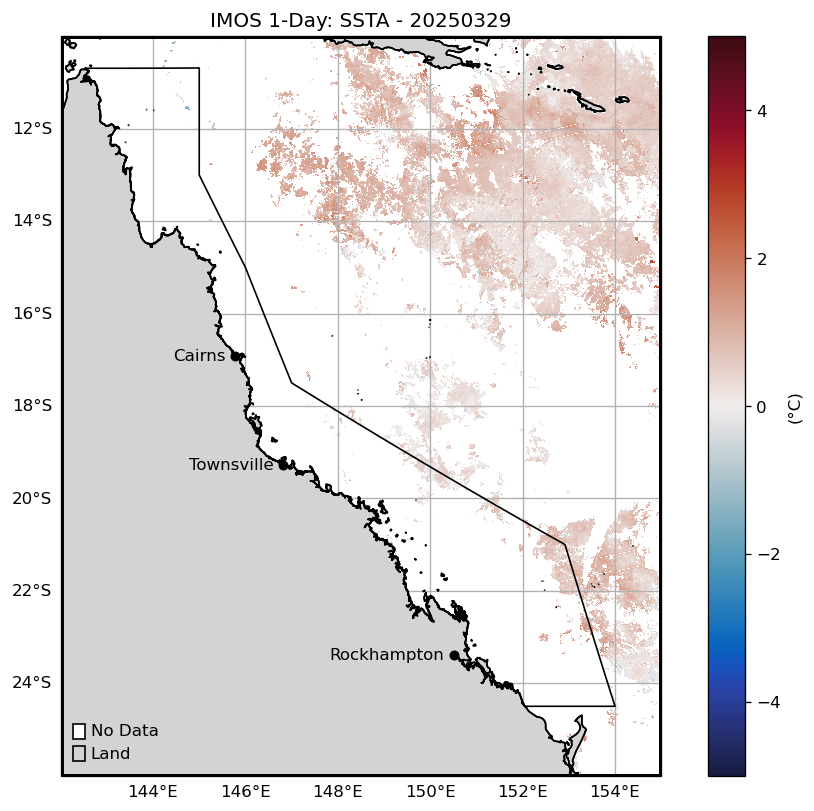 IMOS 1-Day: SSTA - 20250329
12°S
14°S
16°S
18°S
20°S
22°S
24°S
Cairns
Townsville
Rockhampton
No Data
Land
144°E 146°E 148°E 150°E 152°E 154°E
4
2
0
−2
−4
(°C)